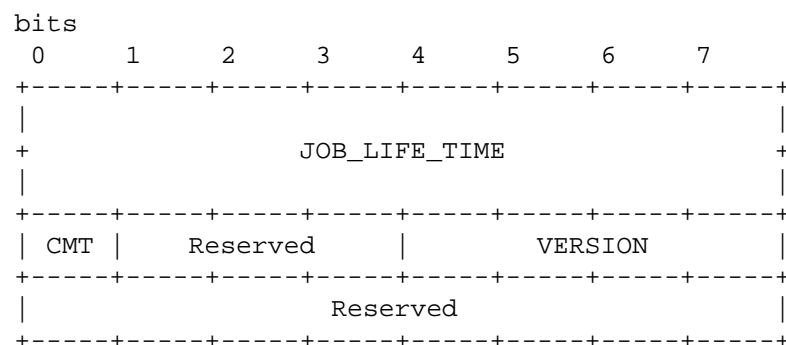 bits
0 1 2 3 4 5 6 7
+-----+-----+-----+-----+-----+-----+-----+-----+
| |
+ JOB_LIFE_TIME +
| |
+-----+-----+-----+-----+-----+-----+-----+-----+
| CMT | Reserved | VERSION |
+-----+-----+-----+-----+-----+-----+-----+-----+
| Reserved |
+-----+-----+-----+-----+-----+-----+-----+-----+